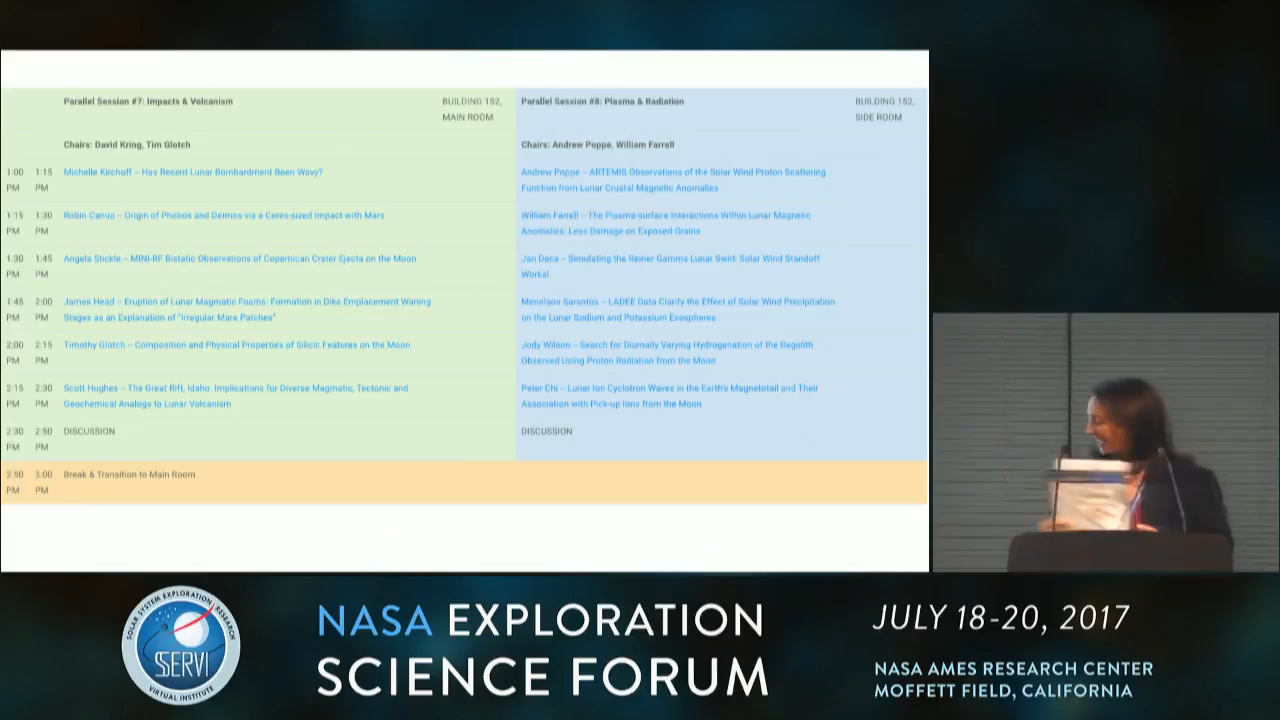 Parallel Session #7: Impacts & Volcanism
BUILDING 152,
MAIN ROOM
Chairs: David Kring, Tim Glotch
1:00 PM 1:15 PM Michelle Kirchoff – Has Recent Lunar Bombardment Been Wavy?
1:15 PM 1:30 PM Robin Canup – Origin of Phobos and Deimos via a Ceres-sized Impact with Mars
1:30 PM 1:45 PM Angela Stickle – MINI-RF Bistatic Observations of Copernican Crater Ejecta on the Moon
1:45 PM 2:00 PM James Head – Eruption of Lunar Magmatic Foams: Formation in Dike Emplacement Waning
Stages as an Explanation of "Irregular Mare Patches"
2:00 PM 2:15 PM Timothy Glotch – Composition and Physical Properties of Silicic Features on the Moon
2:15 PM 2:30 PM Scott Hughes – The Great Rift, Idaho: Implications for Diverse Magmatic, Tectonic and
Geochemical Analogs to Lunar Volcanism
2:30 PM 2:50 PM DISCUSSION
Parallel Session #8: Plasma & Radiation
BUILDING 152,
SIDE ROOM
Chairs: Andrew Poppe, William Farrell
Andrew Poppe – ARTEMIS Observations of the Solar Wind Proton Scattering
Function from Lunar Crustal Magnetic Anomalies
William Farrell – The Plasma-surface Interactions Within Lunar Magnetic
Anomalies: Less Damage on Exposed Grains
Jan Deca – Simulating the Reiner Gamma Lunar Swirl: Solar Wind Standoff
Works!
Menelaos Sarantos – LADEE Data Clarify the Effect of Solar Wind Precipitation
on the Lunar Sodium and Potassium Exospheres
Jody Wilson – Search for Diurnally Varying Hydrogenation of the Regolith
Observed Using Proton Radiation from the Moon
Peter Chi – Lunar Ion Cyclotron Waves in the Earth's Magnetotail and Their
Association with Pick-up Ions from the Moon
DISCUSSION
2:50 PM 3:00 PM Break & Transition to Main Room
SOLAR SYSTEM EXPLORATION RESEARCH
SSERVI
VIRTUAL INSTITUTE
NASA EXPLORATION
SCIENCE FORUM
JULY 18-20, 2017
NASA AMES RESEARCH CENTER
MOFFETT FIELD, CALIFORNIA